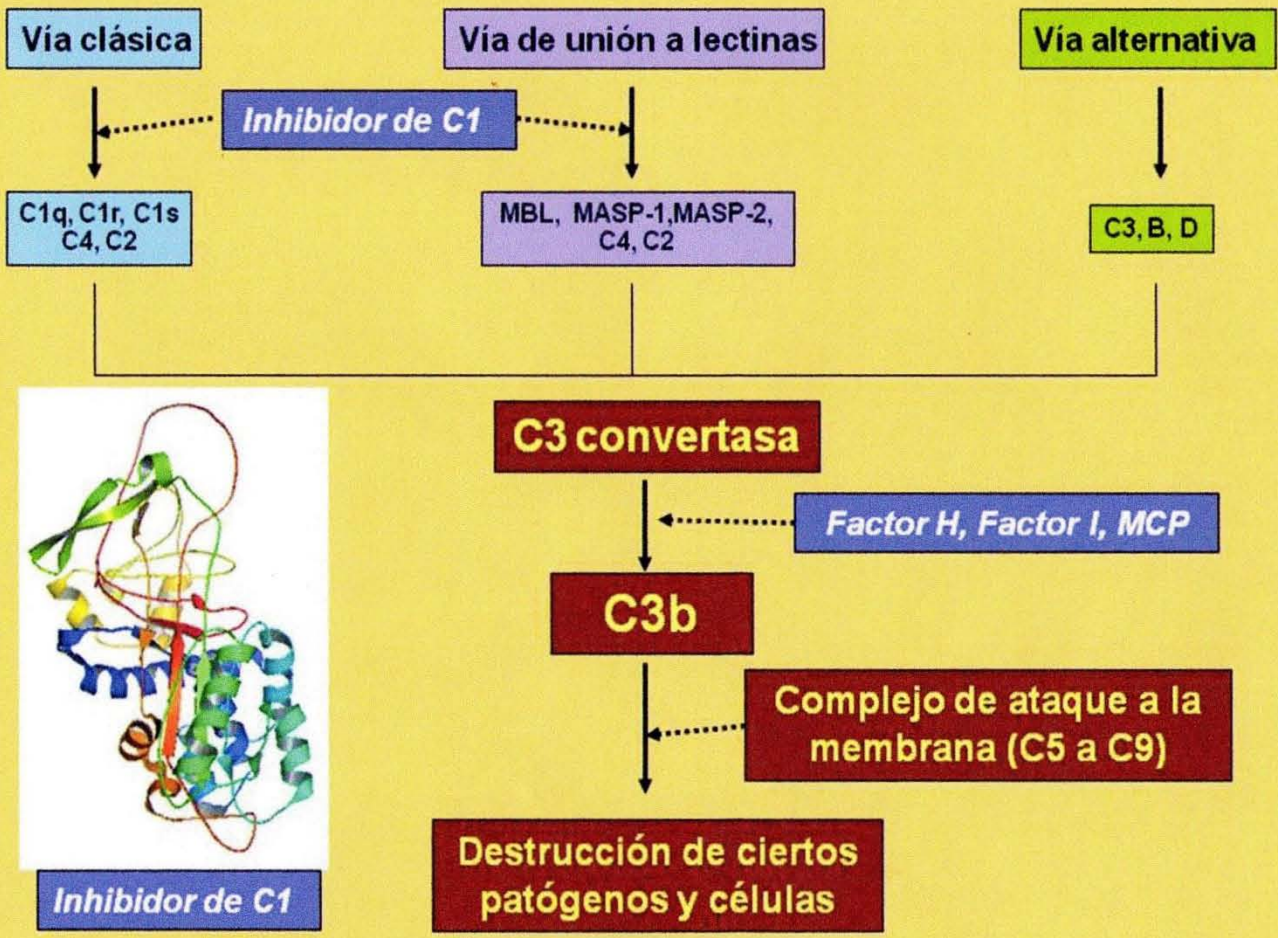 Vía clásica
Vía de unión a lectinas
Vía alternativa
Inhibidor de C1
C1q, C1r, C1s
C4, C2
MBL, MASP-1,MASP-2,
C4, C2
C3, B, D
C3 convertasa
Factor H, Factor I, MCP
C3b
Complejo de ataque a la
membrana (C5 a C9)
Destrucción de ciertos
patógenos y células
Inhibidor de C1